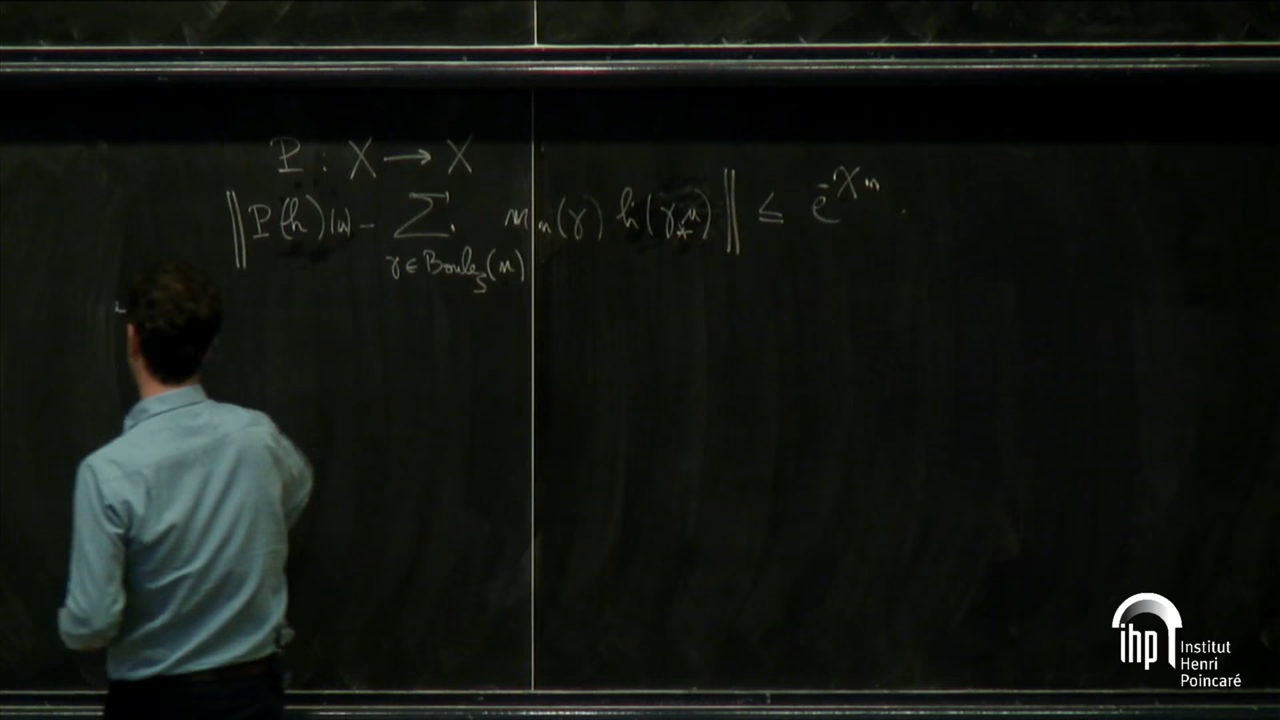 P : X → X
‖ P(h)(u) - ∑ m_n(γ) h(γ_* u) ‖ ≤ e^{-χn} .
γ ∈ Boule_S(n)
ihp
Institut
Henri
Poincaré